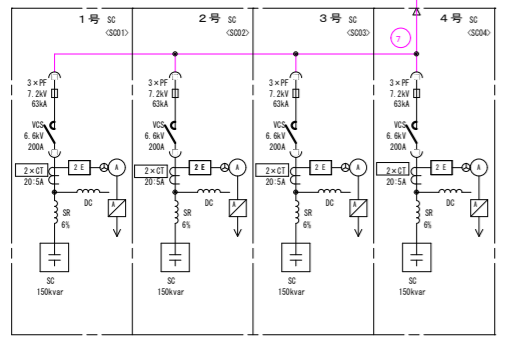 1号 SC
<SC01>
2号 SC
<SC02>
3号 SC
<SC03>
4号 SC
<SC04>
7
3×PF
7.2kV
63kA
3×PF
7.2kV
63kA
3×PF
7.2kV
63kA
3×PF
7.2kV
63kA
VCS
6.6kV
200A
VCS
6.6kV
200A
VCS
6.6kV
200A
VCS
6.6kV
200A
2×CT
20:5A
2E
A
DC
A
2×CT
20:5A
2E
A
DC
A
2×CT
20:5A
2E
A
DC
A
2×CT
20:5A
2E
A
DC
A
SR
6%
SR
6%
SR
6%
SR
6%
SC
150kvar
SC
150kvar
SC
150kvar
SC
150kvar